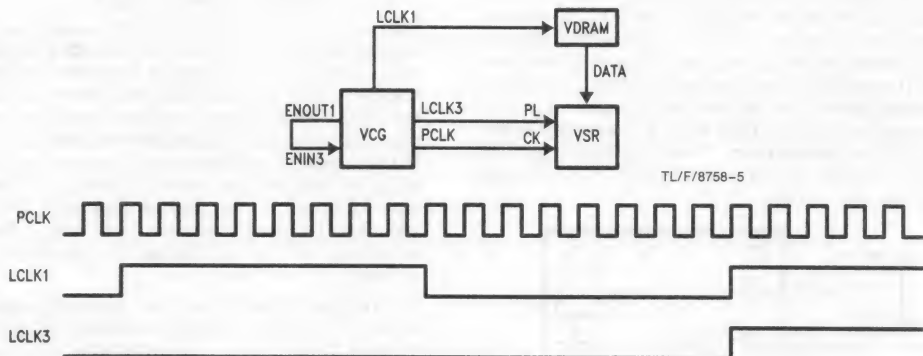 LCLK1
VDRAM
DATA
ENOUT1
LCLK3
PL
VCG
PCLK
CK
VSR
ENIN3
TL/F/8758-5
PCLK
LCLK1
LCLK3